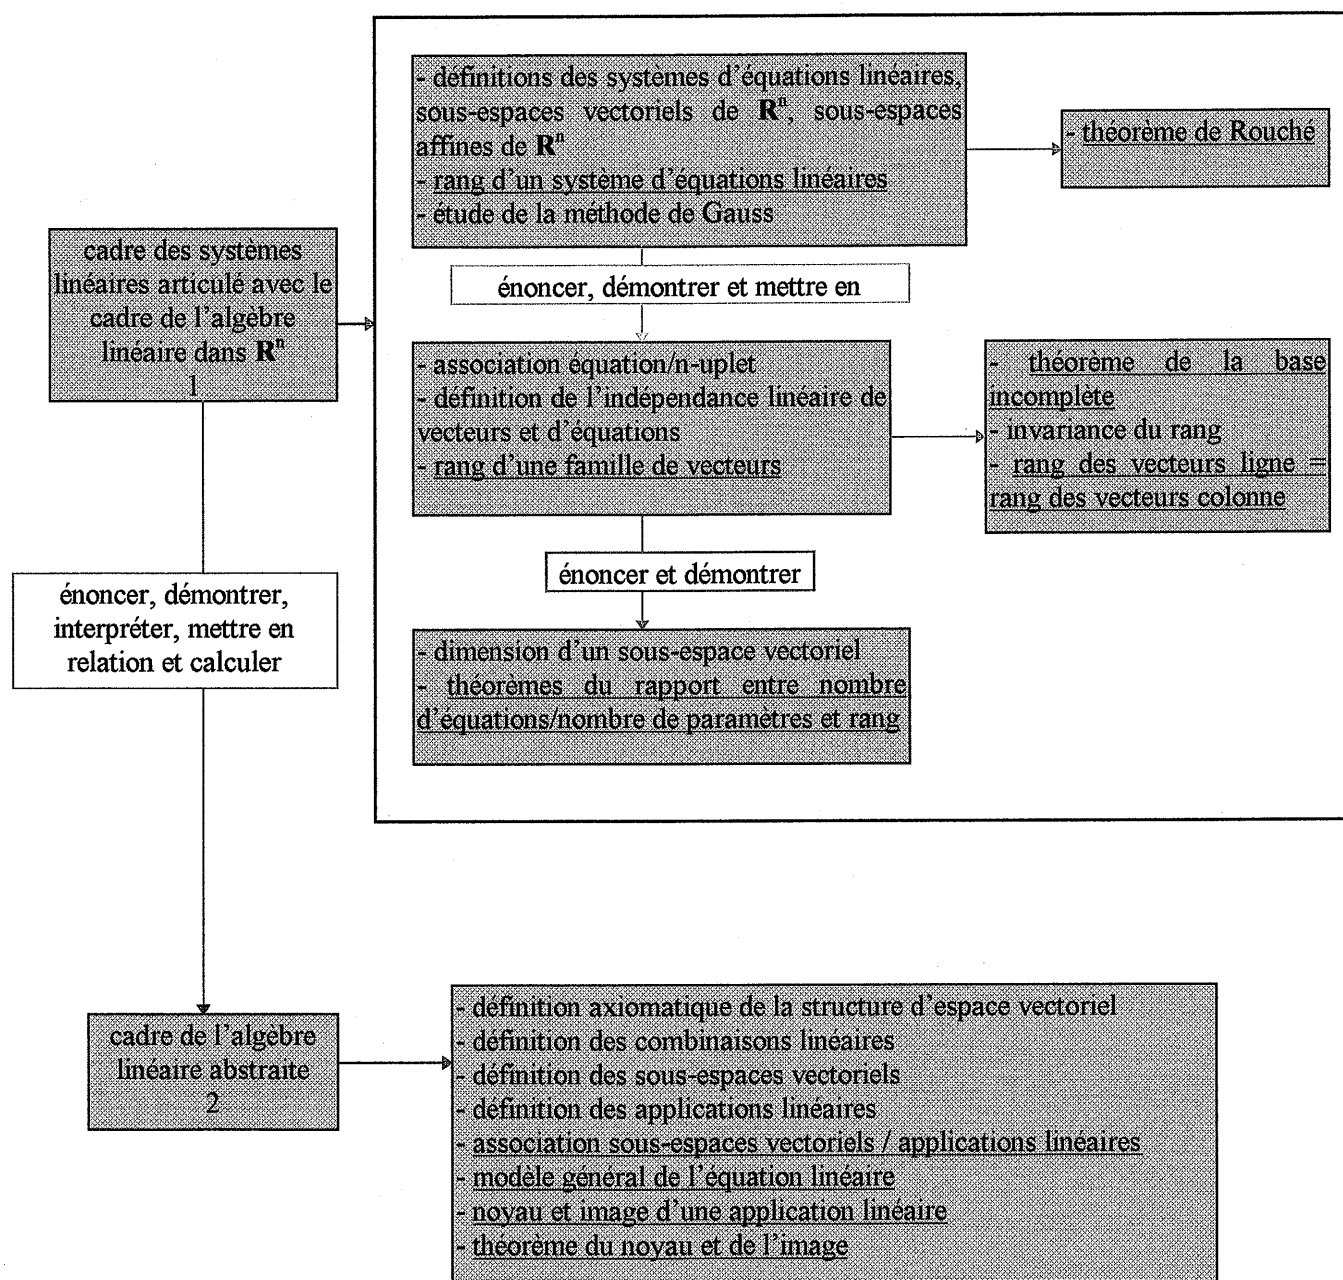 - définitions des systèmes d'équations linéaires,
sous-espaces vectoriels de Rⁿ, sous-espaces
affines de Rⁿ
- rang d'un système d'équations linéaires
- étude de la méthode de Gauss
- théorème de Rouché
cadre des systèmes
linéaires articulé avec le
cadre de l'algèbre
linéaire dans Rⁿ
1
énoncer, démontrer et mettre en
- association équation/n-uplet
- définition de l'indépendance linéaire de
vecteurs et d'équations
- rang d'une famille de vecteurs
- théorème de la base
incomplète
- invariance du rang
- rang des vecteurs ligne =
rang des vecteurs colonne
énoncer et démontrer
énoncer, démontrer,
interpréter, mettre en
relation et calculer
- dimension d'un sous-espace vectoriel
- théorèmes du rapport entre nombre
d'équations/nombre de paramètres et rang
cadre de l'algèbre
linéaire abstraite
2
- définition axiomatique de la structure d'espace vectoriel
- définition des combinaisons linéaires
- définition des sous-espaces vectoriels
- définition des applications linéaires
- association sous-espaces vectoriels / applications linéaires
- modèle général de l'équation linéaire
- noyau et image d'une application linéaire
- théorème du noyau et de l'image